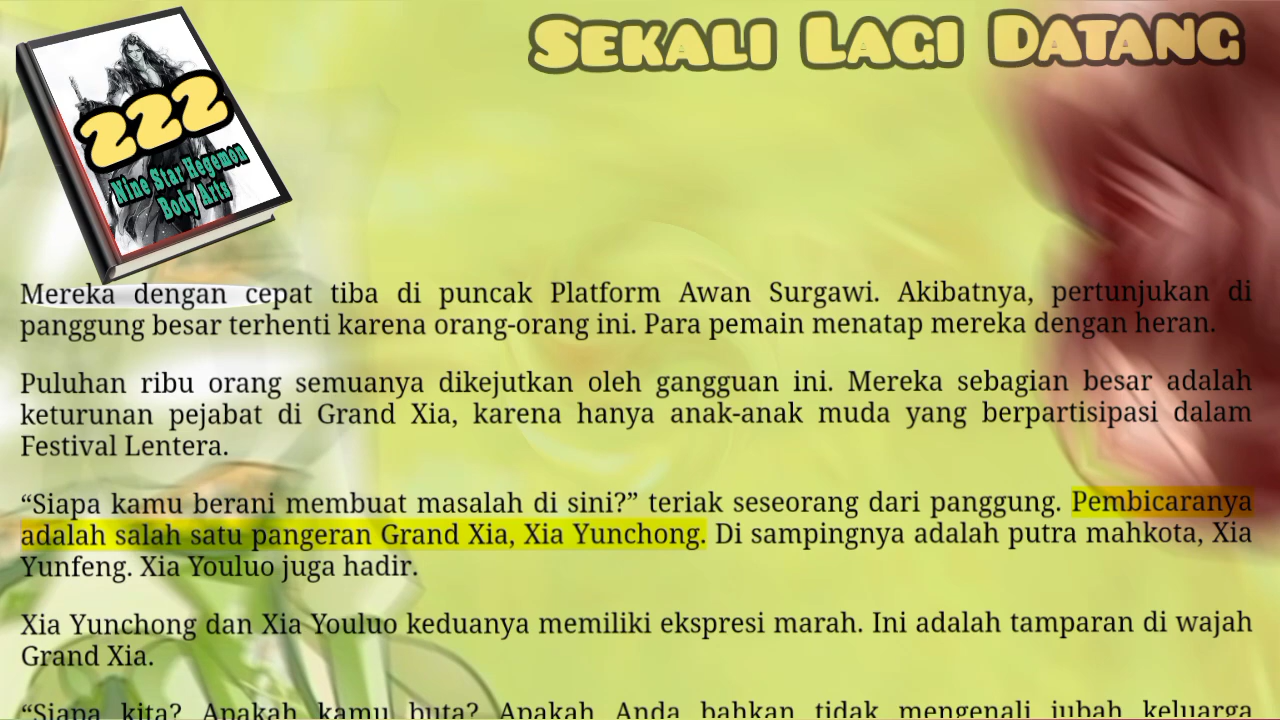 Sekali Lagi Datang
222
Nine Star Hegemon
Body Arts
Mereka dengan cepat tiba di puncak Platform Awan Surgawi. Akibatnya, pertunjukan di
panggung besar terhenti karena orang-orang ini. Para pemain menatap mereka dengan heran.
Puluhan ribu orang semuanya dikejutkan oleh gangguan ini. Mereka sebagian besar adalah
keturunan pejabat di Grand Xia, karena hanya anak-anak muda yang berpartisipasi dalam
Festival Lentera.
“Siapa kamu berani membuat masalah di sini?” teriak seseorang dari panggung. Pembicaranya
adalah salah satu pangeran Grand Xia, Xia Yunchong. Di sampingnya adalah putra mahkota, Xia
Yunfeng. Xia Youluo juga hadir.
Xia Yunchong dan Xia Youluo keduanya memiliki ekspresi marah. Ini adalah tamparan di wajah
Grand Xia.
“Siapa kita? Apakah kamu buta? Apakah Anda bahkan tidak mengenali jubah keluarga